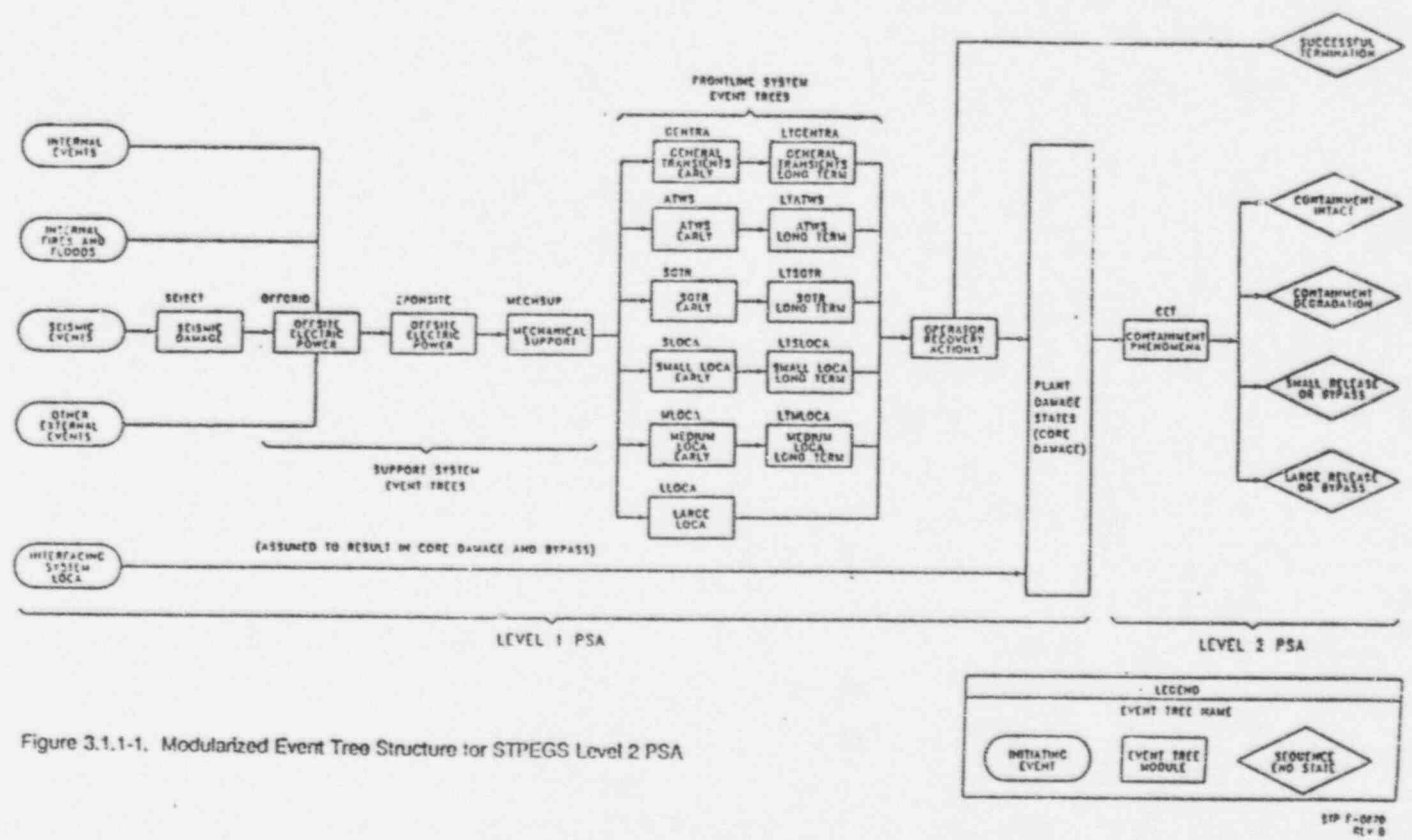 SUCCESSFUL
TERMINATION
FRONTLINE SYSTEM
EVENT TREES
INTERNAL
EVENTS
GENTRA
GENERAL
TRANSIENTS
EARLY
LTGENTRA
GENERAL
TRANSIENTS
LONG TERM
ATWS
ATWS
EARLY
LTATWS
ATWS
LONG TERM
CONTAINMENT
INTACT
INTERNAL
FIRES AND
FLOODS
SGTR
SGTR
EARLY
LTSGTR
SGTR
LONG TERM
CONTAINMENT
DEGRADATION
SEISMIC
EVENTS
SEISET
SEISMIC
DAMAGE
OFFGRID
OFFSITE
ELECTRIC
POWER
EPONSITE
OFFSITE
ELECTRIC
POWER
MECHSUP
MECHANICAL
SUPPORT
OPERATOR
RECOVERY
ACTIONS
CET
CONTAINMENT
PHENOMENA
SLOCA
SMALL LOCA
EARLY
LTSLOCA
SMALL LOCA
LONG TERM
PLANT
DAMAGE
STATES
(CORE
DAMAGE)
SMALL RELEASE
OR BYPASS
OTHER
EXTERNAL
EVENTS
MLOCA
MEDIUM
LOCA
EARLY
LTMLOCA
MEDIUM
LOCA
LONG TERM
SUPPORT SYSTEM
EVENT TREES
LARGE RELEASE
OR BYPASS
LLOCA
LARGE
LOCA
INTERFACING
SYSTEM
LOCA
(ASSUMED TO RESULT IN CORE DAMAGE AND BYPASS)
LEVEL 1 PSA
LEVEL 2 PSA
LEGEND
EVENT TREE NAME
INITIATING
EVENT
EVENT TREE
MODULE
SEQUENCE
END STATE
Figure 3.1.1-1. Modularized Event Tree Structure for STPEGS Level 2 PSA
STP
REV 0